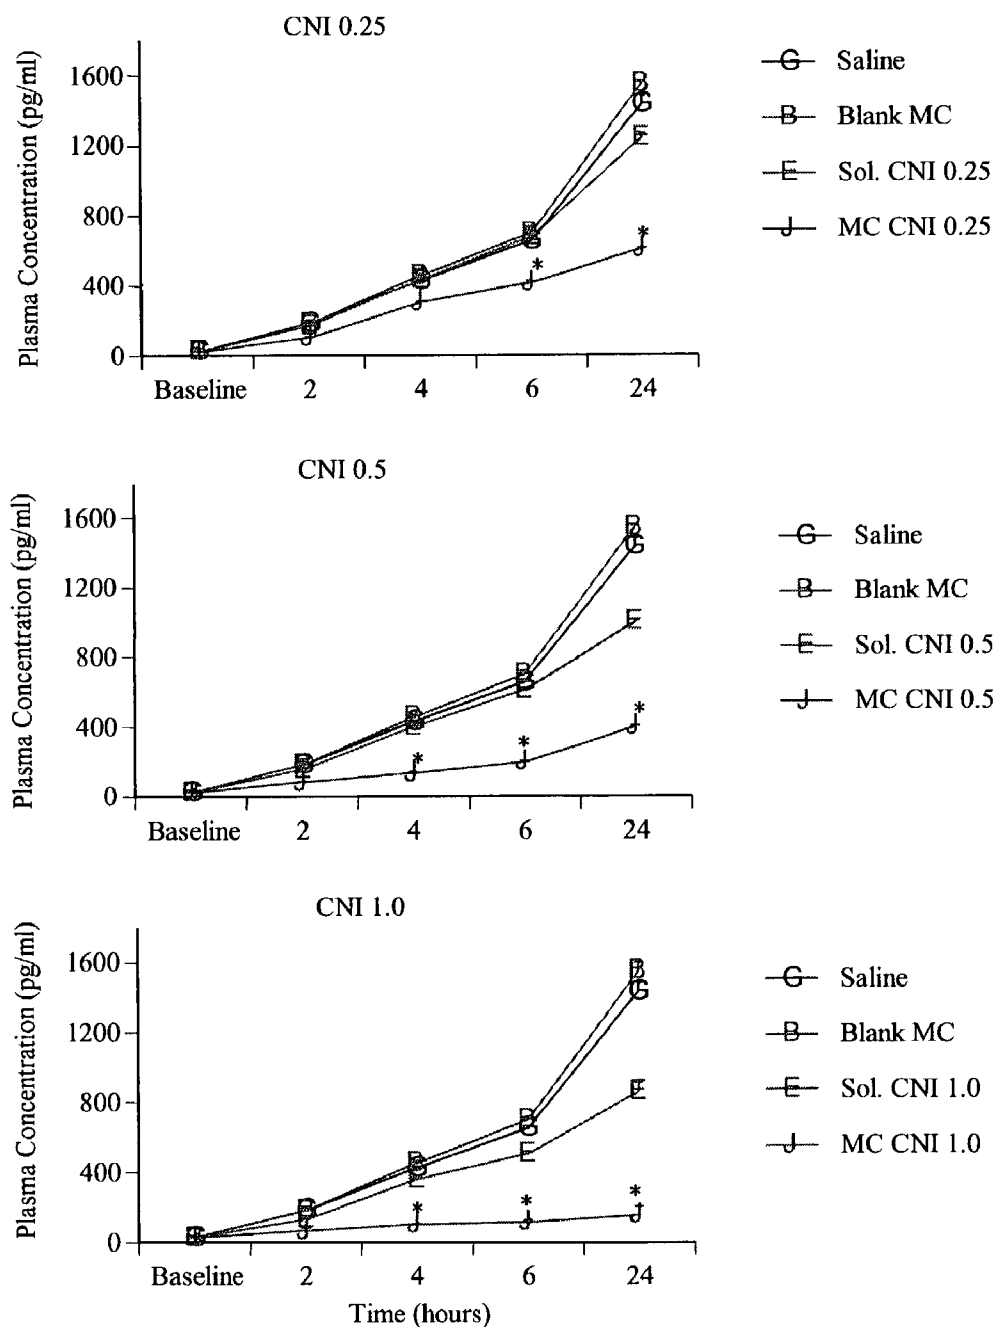 CNI 0.25
Plasma Concentration (pg/ml)
1600
1200
800
400
0
Baseline 2 4 6 24
G Saline
B Blank MC
E Sol. CNI 0.25
J MC CNI 0.25
* *
CNI 0.5
Plasma Concentration (pg/ml)
1600
1200
800
400
0
Baseline 2 4 6 24
G Saline
B Blank MC
E Sol. CNI 0.5
J MC CNI 0.5
* * *
CNI 1.0
Plasma Concentration (pg/ml)
1600
1200
800
400
0
Baseline 2 4 6 24
Time (hours)
G Saline
B Blank MC
E Sol. CNI 1.0
J MC CNI 1.0
* * *